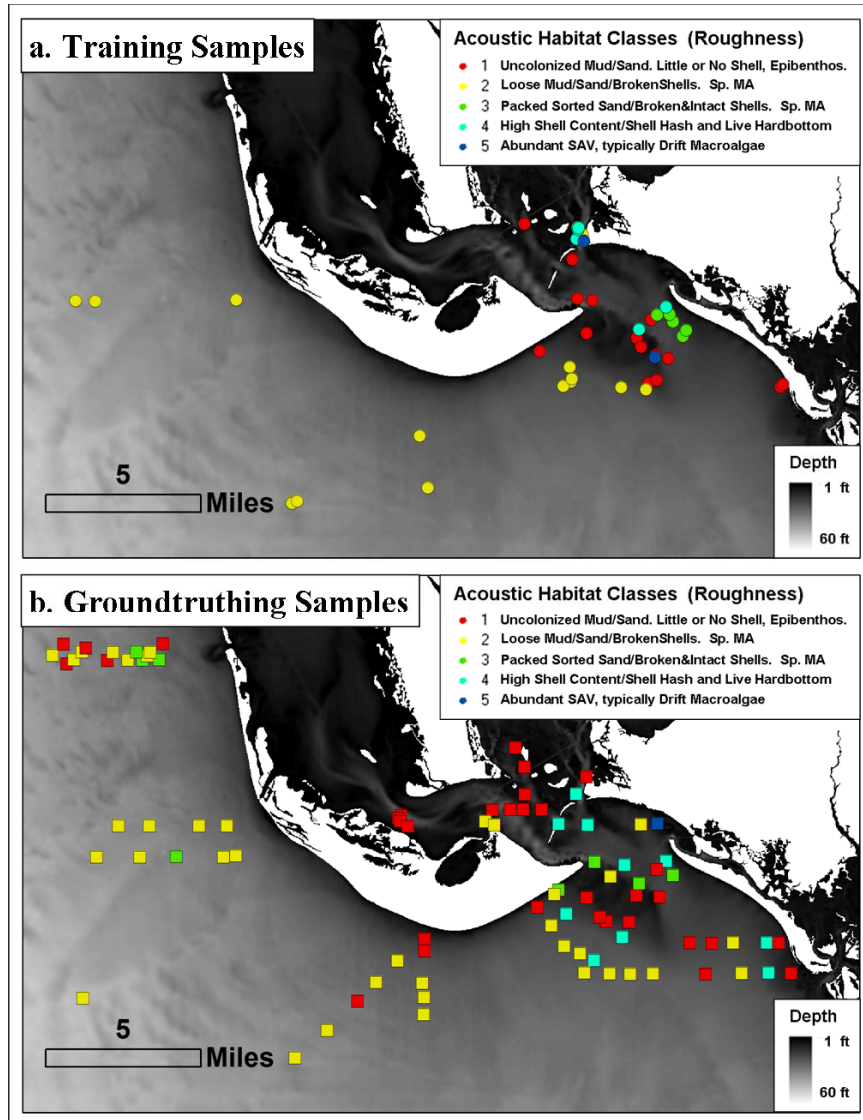 a. Training Samples
Acoustic Habitat Classes (Roughness)
1 Uncolonized Mud/Sand. Little or No Shell, Epibenthos.
2 Loose Mud/Sand/BrokenShells. Sp. MA
3 Packed Sorted Sand/Broken&Intact Shells. Sp. MA
4 High Shell Content/Shell Hash and Live Hardbottom
5 Abundant SAV, typically Drift Macroalgae
5
Miles
Depth
1 ft
60 ft
b. Groundtruthing Samples
Acoustic Habitat Classes (Roughness)
1 Uncolonized Mud/Sand. Little or No Shell, Epibenthos.
2 Loose Mud/Sand/BrokenShells. Sp. MA
3 Packed Sorted Sand/Broken&Intact Shells. Sp. MA
4 High Shell Content/Shell Hash and Live Hardbottom
5 Abundant SAV, typically Drift Macroalgae
5
Miles
Depth
1 ft
60 ft